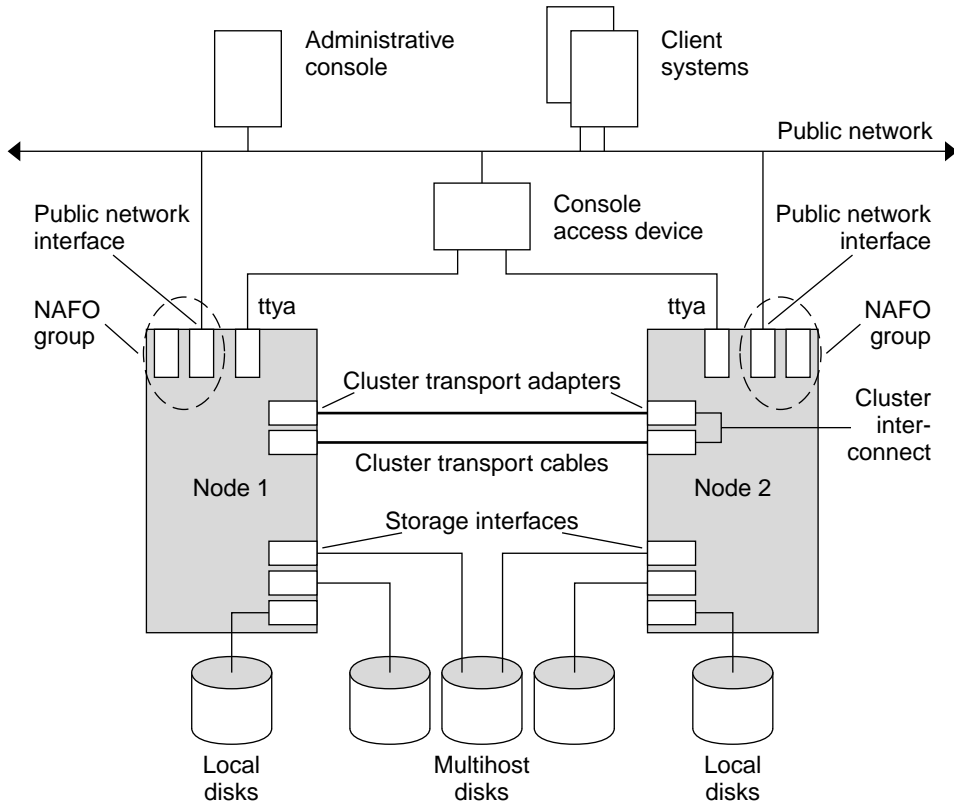 Administrative
console
Client
systems
Public network
Public network
interface
Console
access device
Public network
interface
NAFO
group
ttya
ttya
NAFO
group
Cluster transport adapters
Cluster
inter-
connect
Cluster transport cables
Node 1
Node 2
Storage interfaces
Local
disks
Multihost
disks
Local
disks